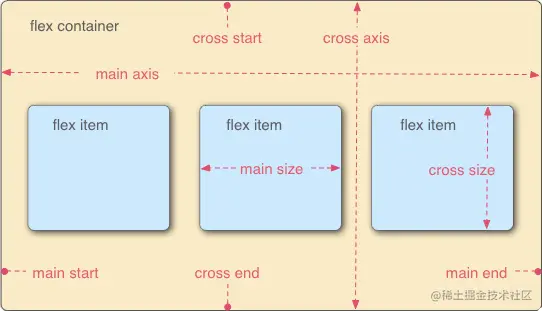 flex container
cross start
cross axis
main axis
flex item
flex item
flex item
main size
cross size
main start
cross end
main end
@稀土掘金技术社区